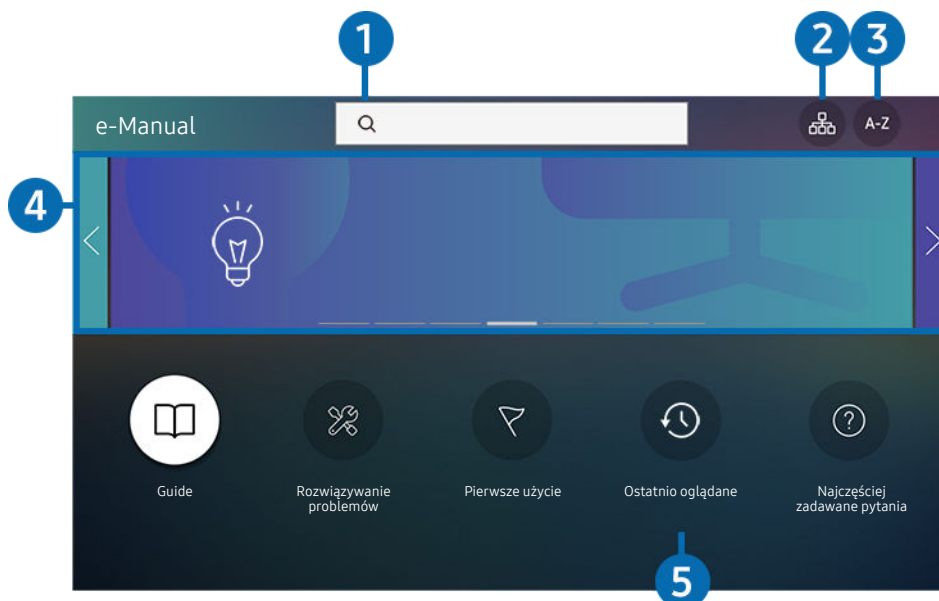 1
2
3
e-Manual
A-Z
4
Guide
Rozwiązywanie
problemów
Pierwsze użycie
Ostatnio oglądane
Najczęściej
zadawane pytania
?
5